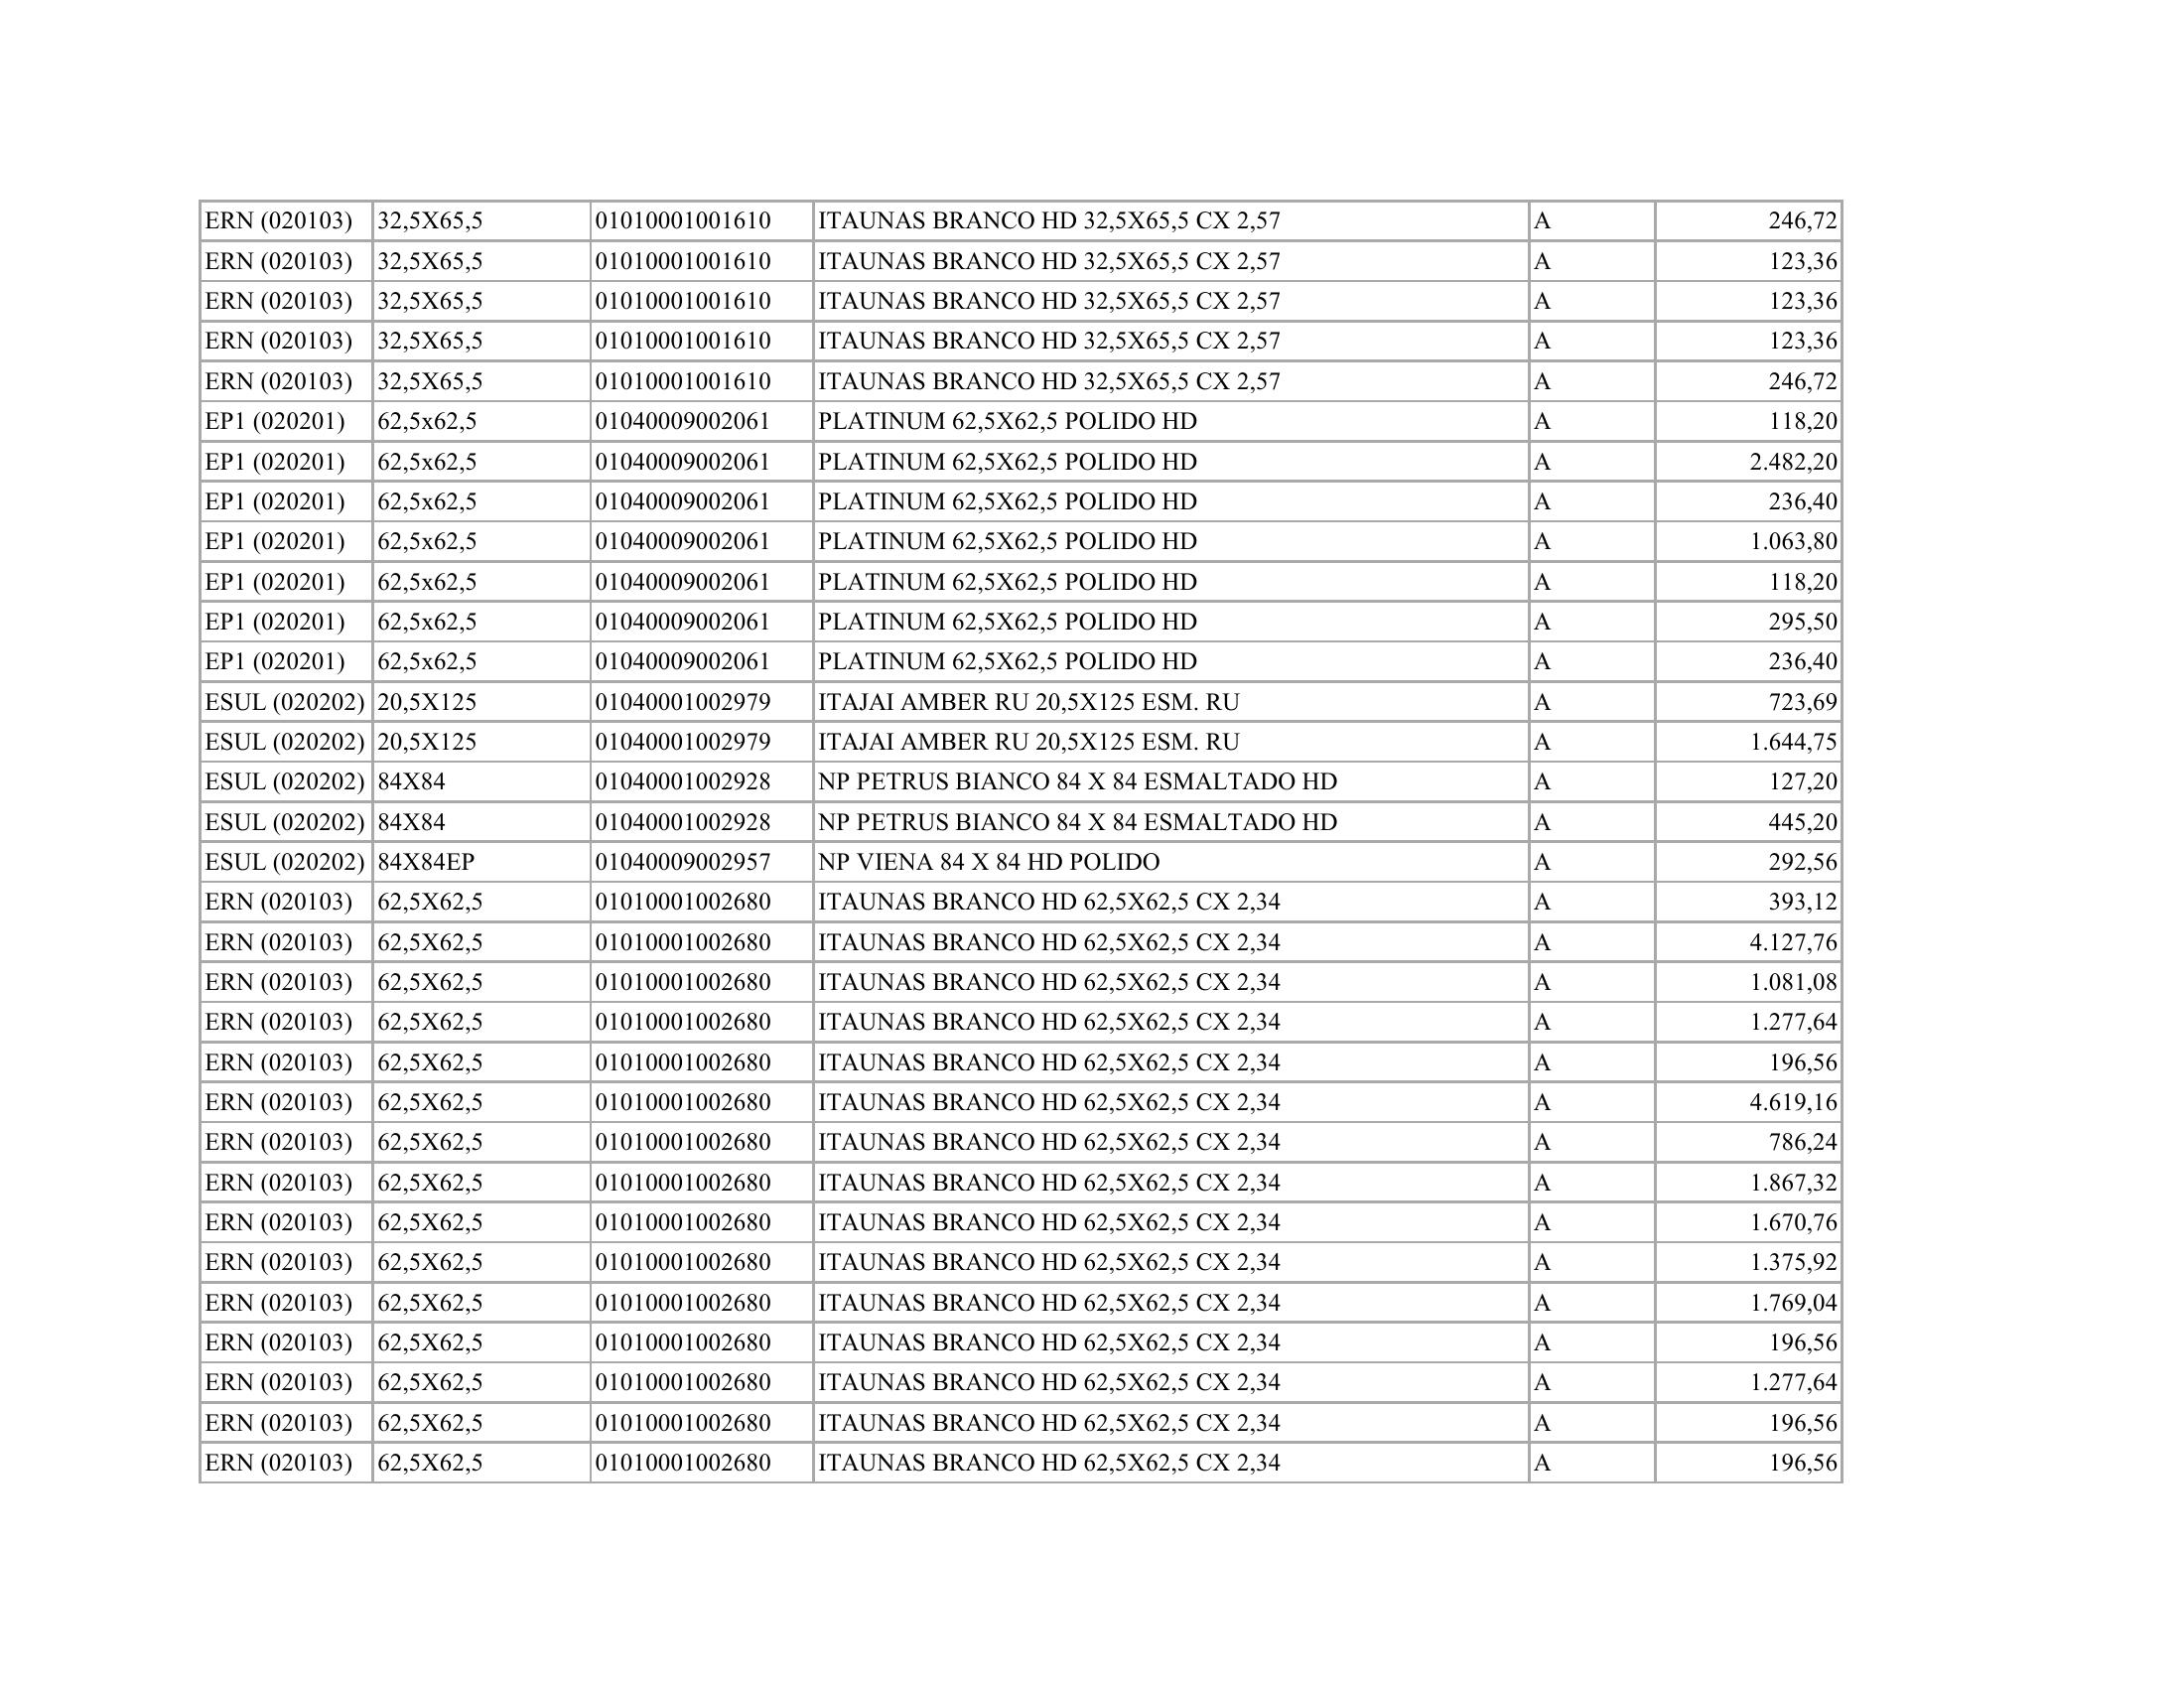 ERN (020103) 32,5X65,5 01010001001610 ITAUNAS BRANCO HD 32,5X65,5 CX 2,57 A 246,72
ERN (020103) 32,5X65,5 01010001001610 ITAUNAS BRANCO HD 32,5X65,5 CX 2,57 A 123,36
ERN (020103) 32,5X65,5 01010001001610 ITAUNAS BRANCO HD 32,5X65,5 CX 2,57 A 123,36
ERN (020103) 32,5X65,5 01010001001610 ITAUNAS BRANCO HD 32,5X65,5 CX 2,57 A 123,36
ERN (020103) 32,5X65,5 01010001001610 ITAUNAS BRANCO HD 32,5X65,5 CX 2,57 A 246,72
EP1 (020201) 62,5x62,5 01040009002061 PLATINUM 62,5X62,5 POLIDO HD A 118,20
EP1 (020201) 62,5x62,5 01040009002061 PLATINUM 62,5X62,5 POLIDO HD A 2.482,20
EP1 (020201) 62,5x62,5 01040009002061 PLATINUM 62,5X62,5 POLIDO HD A 236,40
EP1 (020201) 62,5x62,5 01040009002061 PLATINUM 62,5X62,5 POLIDO HD A 1.063,80
EP1 (020201) 62,5x62,5 01040009002061 PLATINUM 62,5X62,5 POLIDO HD A 118,20
EP1 (020201) 62,5x62,5 01040009002061 PLATINUM 62,5X62,5 POLIDO HD A 295,50
EP1 (020201) 62,5x62,5 01040009002061 PLATINUM 62,5X62,5 POLIDO HD A 236,40
ESUL (020202) 20,5X125 01040001002979 ITAJAI AMBER RU 20,5X125 ESM. RU A 723,69
ESUL (020202) 20,5X125 01040001002979 ITAJAI AMBER RU 20,5X125 ESM. RU A 1.644,75
ESUL (020202) 84X84 01040001002928 NP PETRUS BIANCO 84 X 84 ESMALTADO HD A 127,20
ESUL (020202) 84X84 01040001002928 NP PETRUS BIANCO 84 X 84 ESMALTADO HD A 445,20
ESUL (020202) 84X84EP 01040009002957 NP VIENA 84 X 84 HD POLIDO A 292,56
ERN (020103) 62,5X62,5 01010001002680 ITAUNAS BRANCO HD 62,5X62,5 CX 2,34 A 393,12
ERN (020103) 62,5X62,5 01010001002680 ITAUNAS BRANCO HD 62,5X62,5 CX 2,34 A 4.127,76
ERN (020103) 62,5X62,5 01010001002680 ITAUNAS BRANCO HD 62,5X62,5 CX 2,34 A 1.081,08
ERN (020103) 62,5X62,5 01010001002680 ITAUNAS BRANCO HD 62,5X62,5 CX 2,34 A 1.277,64
ERN (020103) 62,5X62,5 01010001002680 ITAUNAS BRANCO HD 62,5X62,5 CX 2,34 A 196,56
ERN (020103) 62,5X62,5 01010001002680 ITAUNAS BRANCO HD 62,5X62,5 CX 2,34 A 4.619,16
ERN (020103) 62,5X62,5 01010001002680 ITAUNAS BRANCO HD 62,5X62,5 CX 2,34 A 786,24
ERN (020103) 62,5X62,5 01010001002680 ITAUNAS BRANCO HD 62,5X62,5 CX 2,34 A 1.867,32
ERN (020103) 62,5X62,5 01010001002680 ITAUNAS BRANCO HD 62,5X62,5 CX 2,34 A 1.670,76
ERN (020103) 62,5X62,5 01010001002680 ITAUNAS BRANCO HD 62,5X62,5 CX 2,34 A 1.375,92
ERN (020103) 62,5X62,5 01010001002680 ITAUNAS BRANCO HD 62,5X62,5 CX 2,34 A 1.769,04
ERN (020103) 62,5X62,5 01010001002680 ITAUNAS BRANCO HD 62,5X62,5 CX 2,34 A 196,56
ERN (020103) 62,5X62,5 01010001002680 ITAUNAS BRANCO HD 62,5X62,5 CX 2,34 A 1.277,64
ERN (020103) 62,5X62,5 01010001002680 ITAUNAS BRANCO HD 62,5X62,5 CX 2,34 A 196,56
ERN (020103) 62,5X62,5 01010001002680 ITAUNAS BRANCO HD 62,5X62,5 CX 2,34 A 196,56